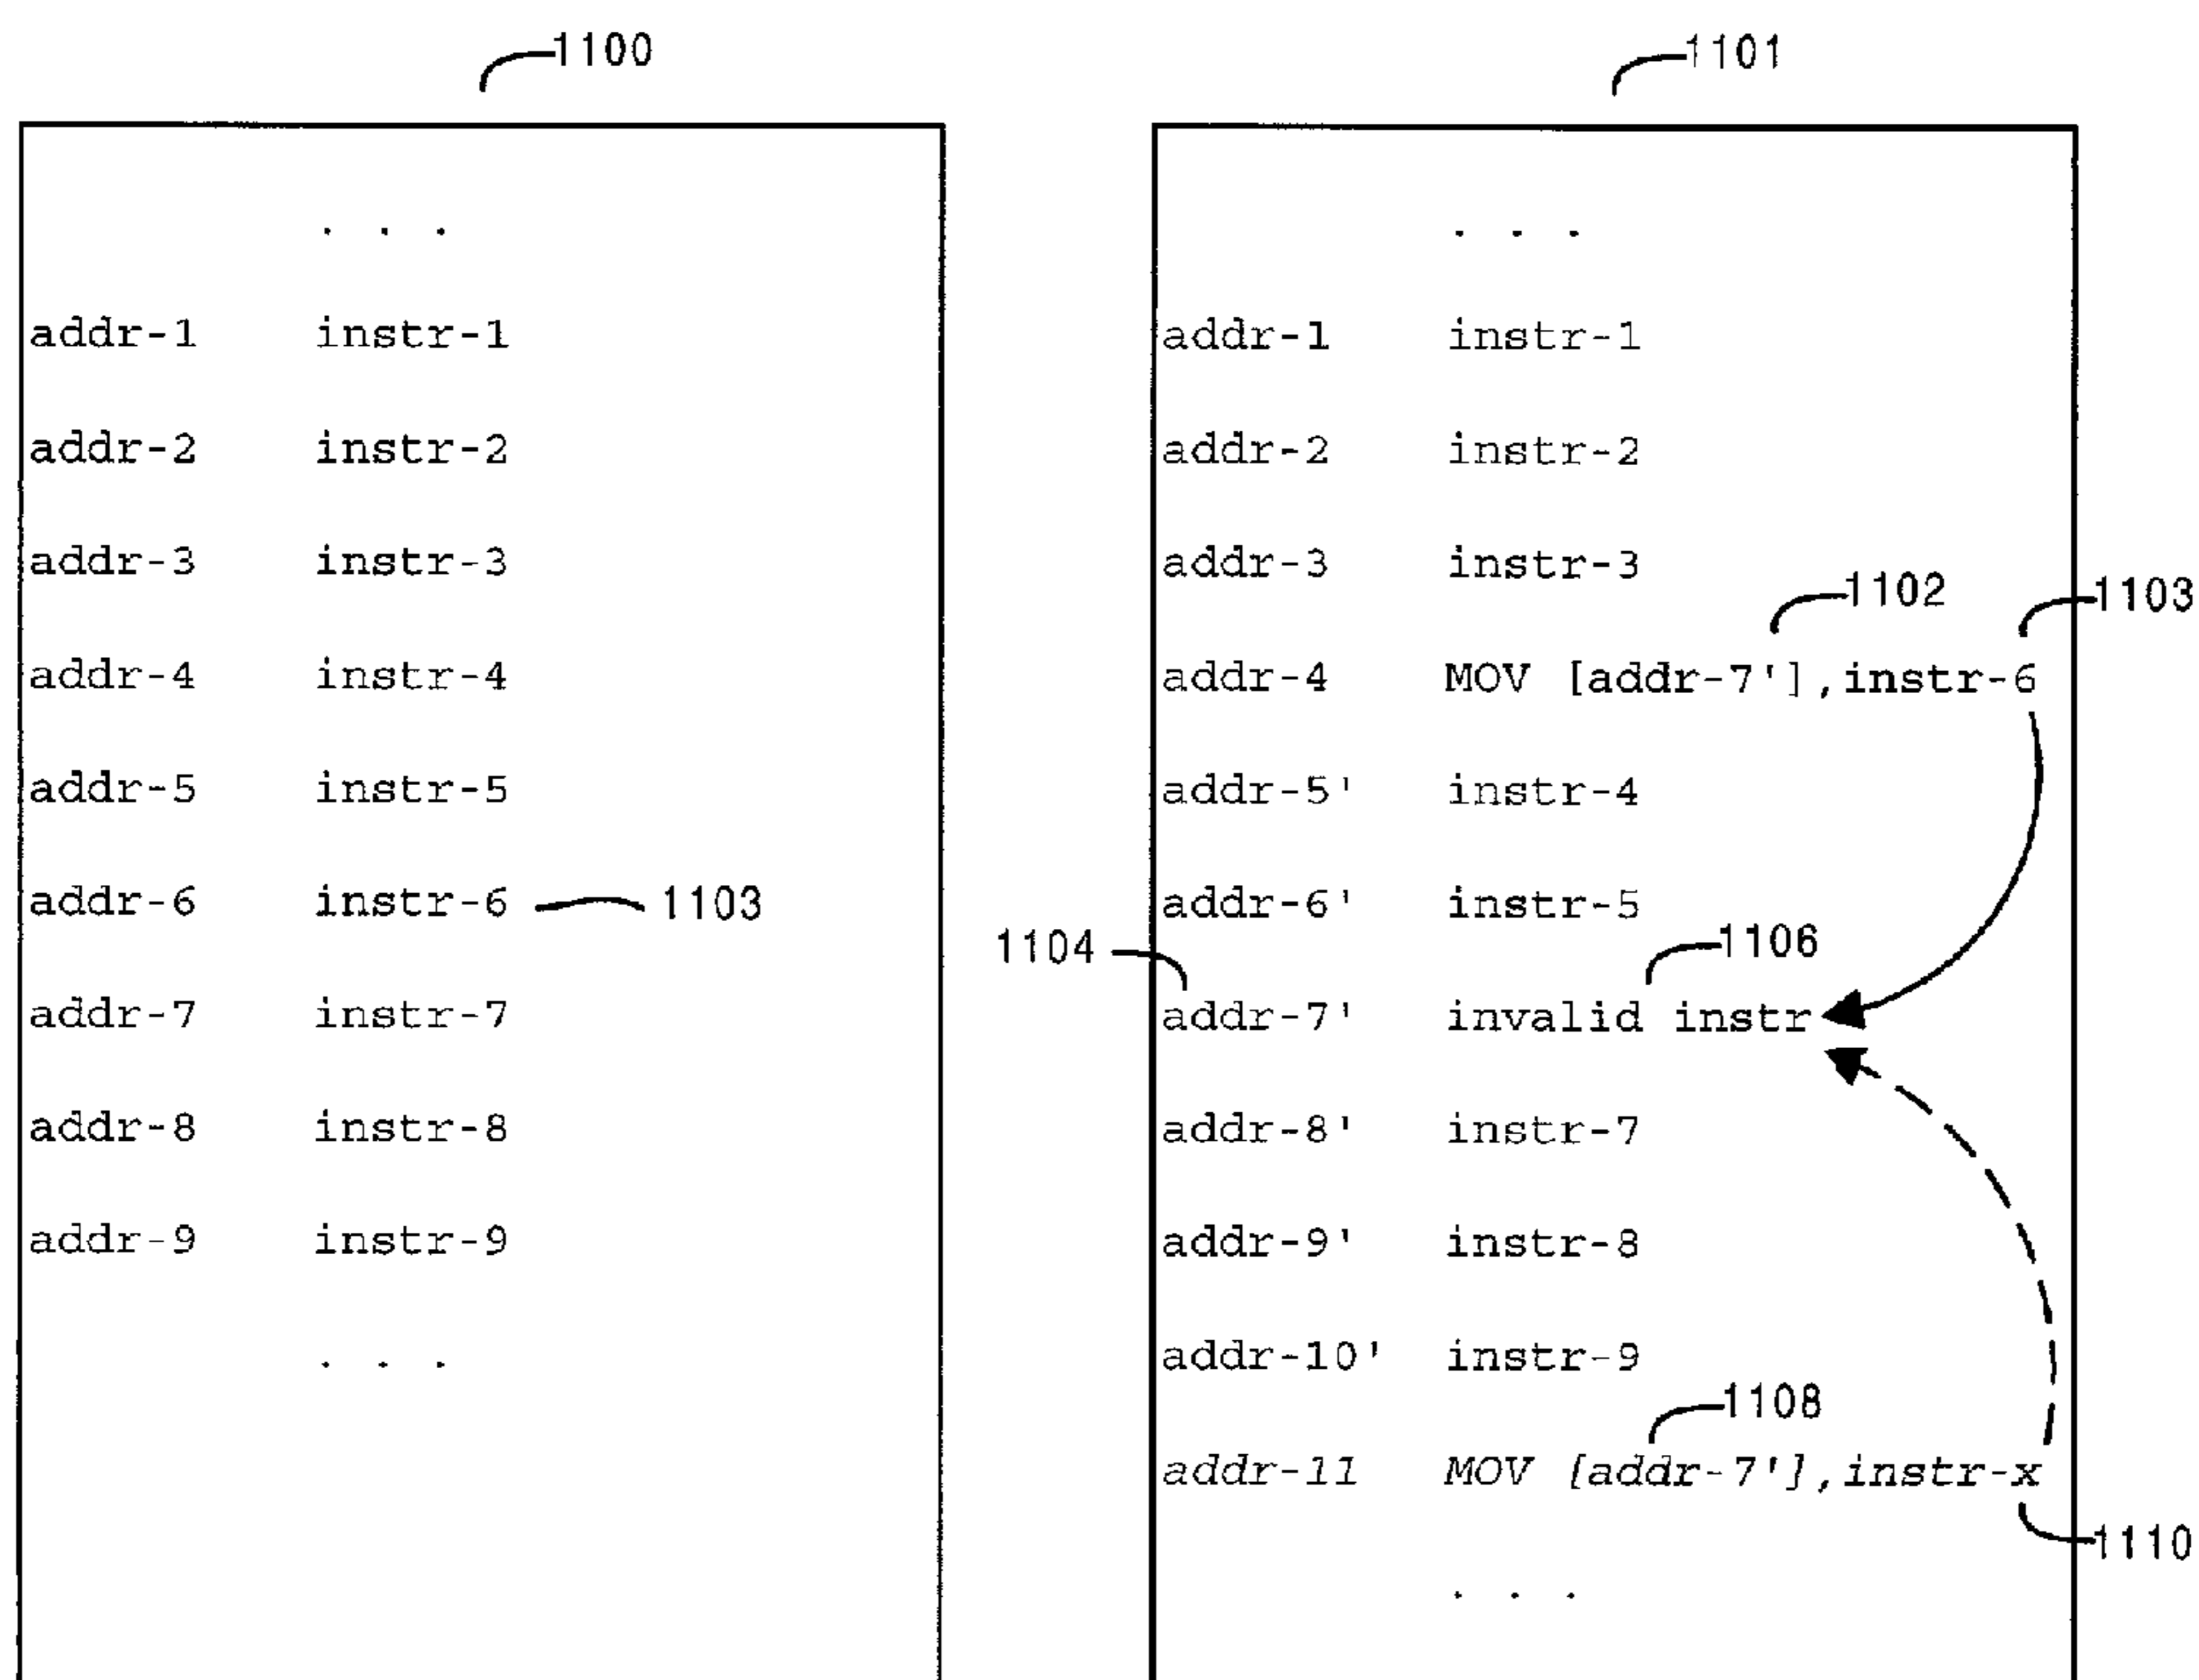 1100
. . .
addr-1 instr-1
addr-2 instr-2
addr-3 instr-3
addr-4 instr-4
addr-5 instr-5
addr-6 instr-6 1103
addr-7 instr-7
addr-8 instr-8
addr-9 instr-9
. . .
1101
. . .
addr-1 instr-1
addr-2 instr-2
addr-3 instr-3
1102 1103
addr-4 MOV [addr-7'],instr-6
addr-5' instr-4
addr-6' instr-5
1104 1106
addr-7' invalid instr
addr-8' instr-7
addr-9' instr-8
addr-10' instr-9
1108
addr-11 MOV [addr-7'],instr-x
1110
. . .